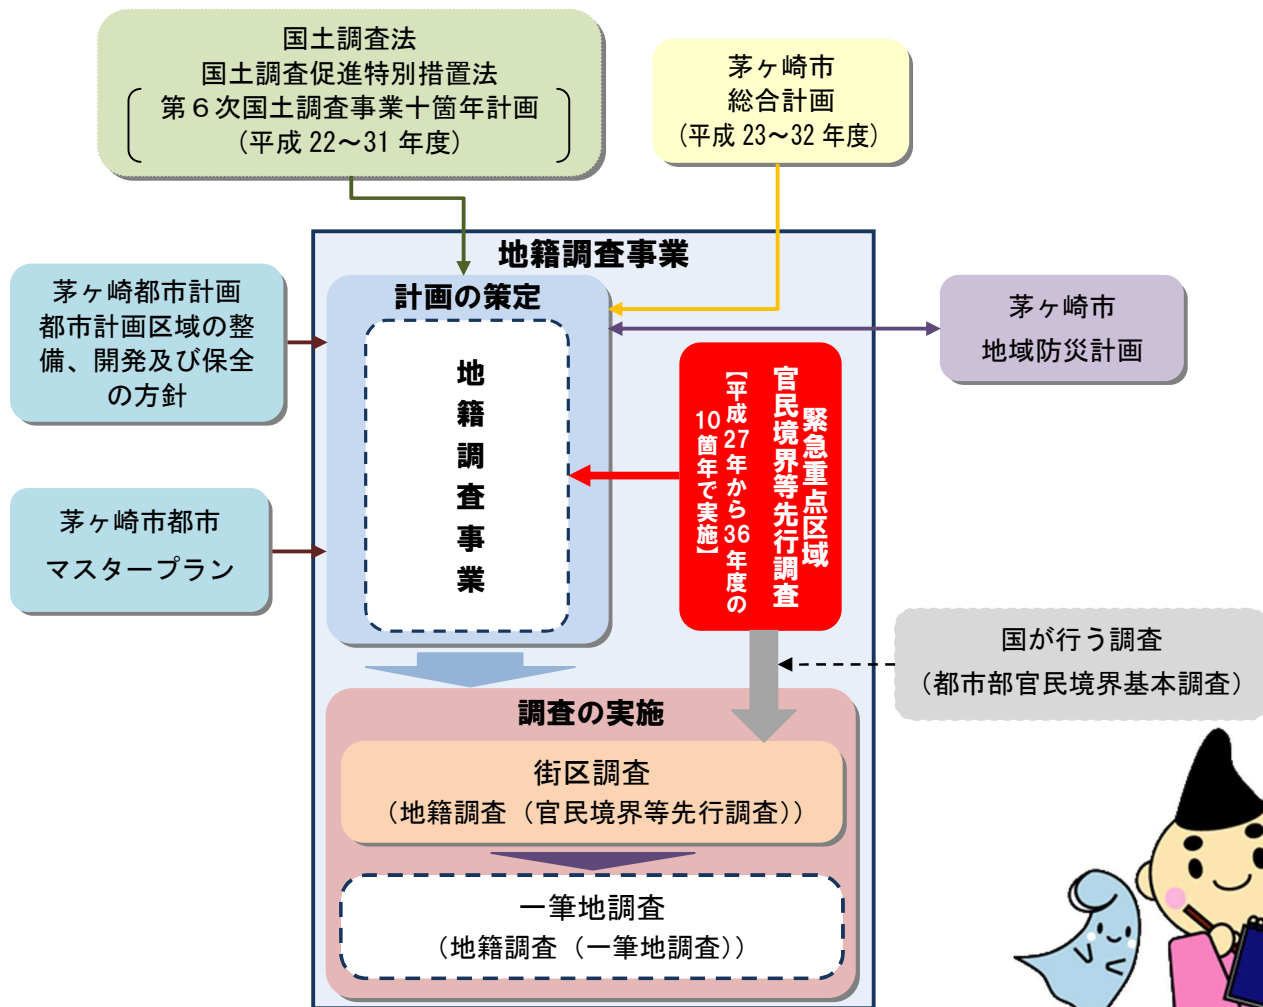 国土調査法
国土調査促進特別措置法
第６次国土調査事業十箇年計画
(平成 22～31 年度)
茅ヶ崎市
総合計画
(平成 23～32 年度)
地籍調査事業
計画の策定
地籍調査事業
茅ヶ崎都市計画
都市計画区域の整
備、開発及び保全
の方針
茅ヶ崎市都市
マスタープラン
茅ヶ崎市
地域防災計画
緊急重点区域
官民境界等先行調査
【平成27年から36年度の
10箇年で実施】
国が行う調査
（都市部官民境界基本調査）
調査の実施
街区調査
（地籍調査（官民境界等先行調査））
一筆地調査
（地籍調査（一筆地調査））